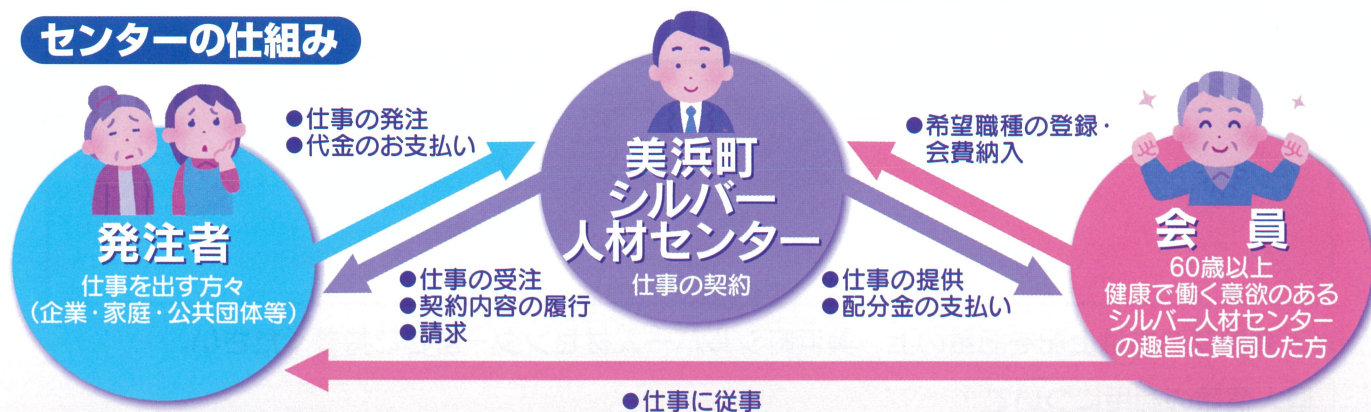 センターの仕組み
●仕事の発注
●代金のお支払い
発注者
仕事を出す方々
(企業・家庭・公共団体等)
美浜町
シルバー
人材センター
仕事の契約
●仕事の受注
●契約内容の履行
●請求
●希望職種の登録・
会費納入
●仕事の提供
●配分金の支払い
会 員
60歳以上
健康で働く意欲のある
シルバー人材センター
の趣旨に賛同した方
●仕事に従事